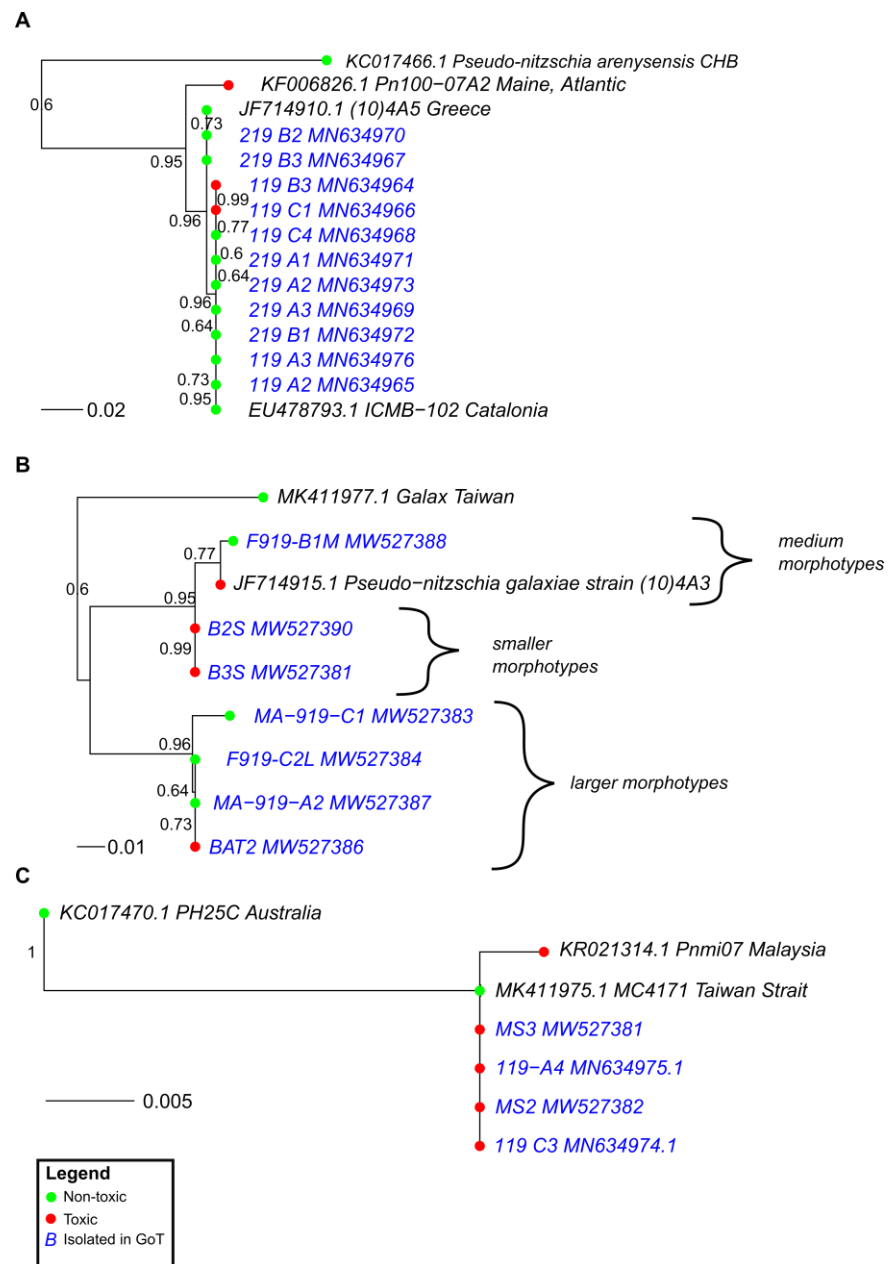 A
KC017466.1 Pseudo-nitzschia arenysensis CHB
KF006826.1 Pn100−07A2 Maine, Atlantic
0.6
JF714910.1 (10)4A5 Greece
0.73
219 B2 MN634970
0.95
219 B3 MN634967
119 B3 MN634964
0.99
119 C1 MN634966
0.96
0.77
119 C4 MN634968
0.6
219 A1 MN634971
0.64
219 A2 MN634973
0.96
219 A3 MN634969
0.64
219 B1 MN634972
119 A3 MN634976
0.73
119 A2 MN634965
0.95
0.02
EU478793.1 ICMB−102 Catalonia
B
MK411977.1 Galax Taiwan
F919-B1M MW527388
medium
morphotypes
0.77
JF714915.1 Pseudo−nitzschia galaxiae strain (10)4A3
0.6
0.95
B2S MW527390
smaller
morphotypes
0.99
B3S MW527381
MA−919−C1 MW527383
0.96
F919-C2L MW527384
larger morphotypes
0.64
MA−919−A2 MW527387
0.73
0.01
BAT2 MW527386
C
KC017470.1 PH25C Australia
1
KR021314.1 Pnmi07 Malaysia
MK411975.1 MC4171 Taiwan Strait
MS3 MW527381
119−A4 MN634975.1
0.005
MS2 MW527382
119 C3 MN634974.1
Legend
Non-toxic
Toxic
B Isolated in GoT